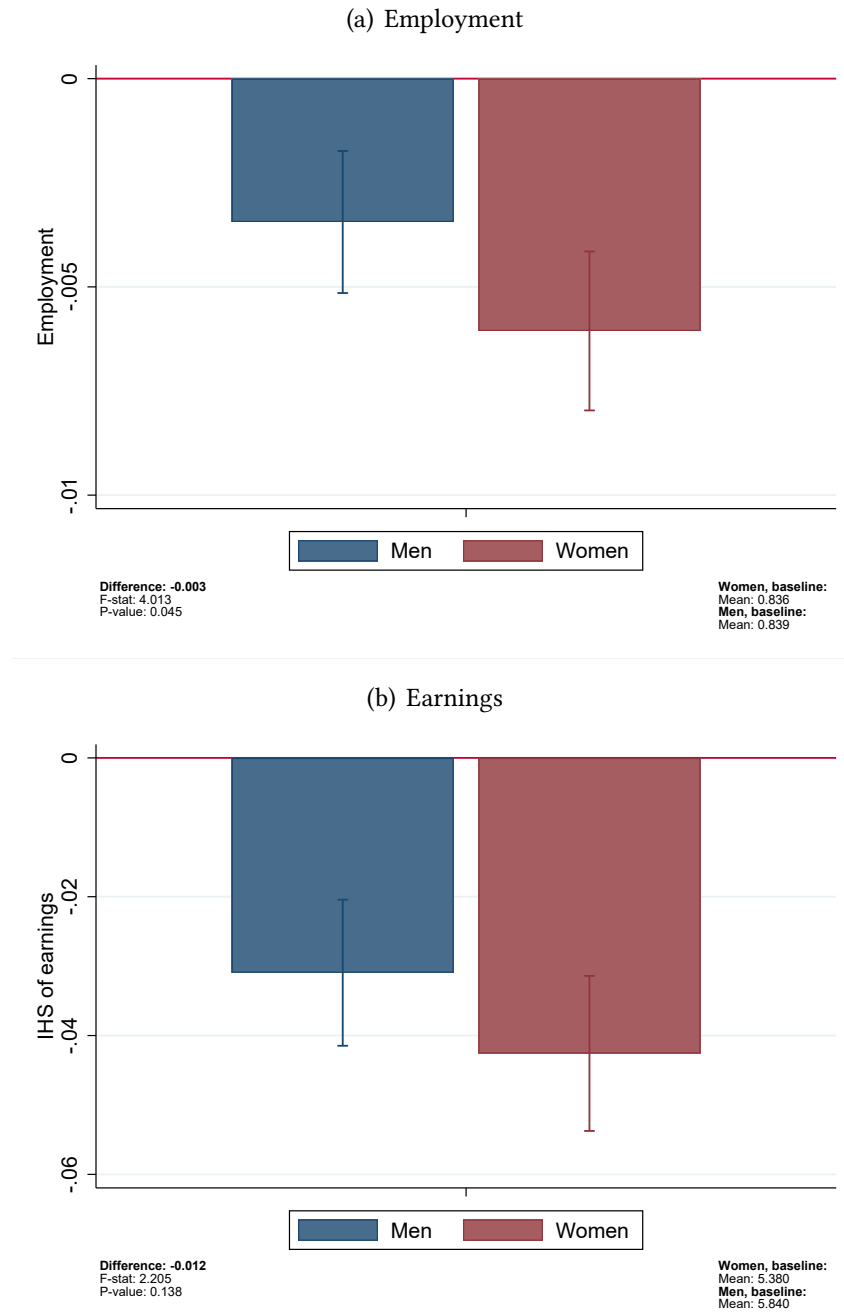 (a) Employment
0
-.005
-.01
Employment
Men Women
Difference: -0.003
F-stat: 4.013
P-value: 0.045
Women, baseline:
Mean: 0.836
Men, baseline:
Mean: 0.839
(b) Earnings
0
-.02
-.04
-.06
IHS of earnings
Men Women
Difference: -0.012
F-stat: 2.205
P-value: 0.138
Women, baseline:
Mean: 5.380
Men, baseline:
Mean: 5.840